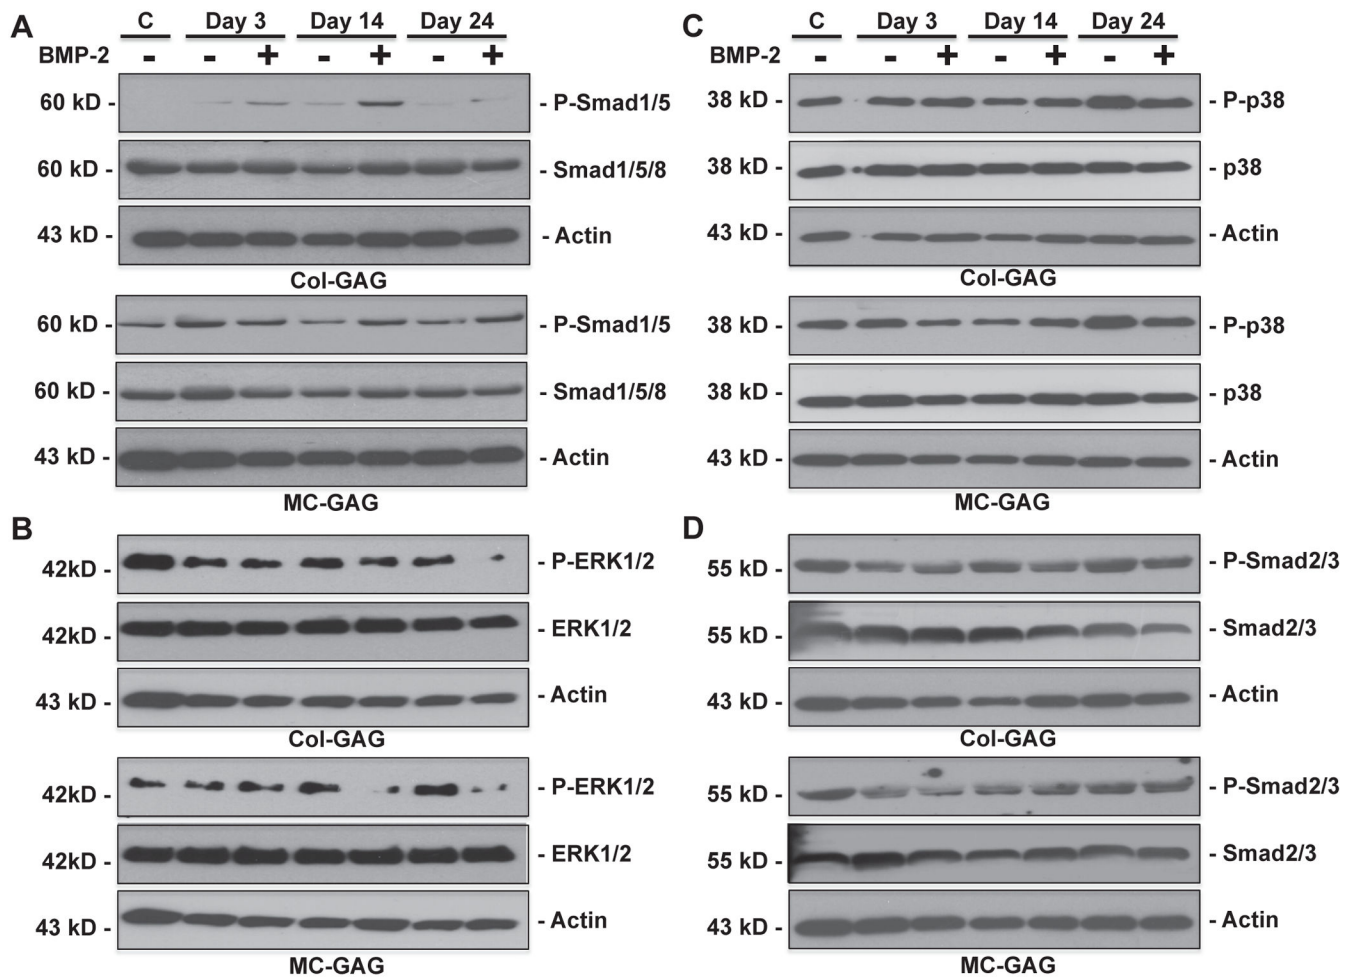 A
C Day 3 Day 14 Day 24
BMP-2 - - + - + - +
60 kD - - P-Smad1/5
60 kD - - Smad1/5/8
43 kD - - Actin
Col-GAG
60 kD - - P-Smad1/5
60 kD - - Smad1/5/8
43 kD - - Actin
MC-GAG
B
42kD - - P-ERK1/2
42kD - - ERK1/2
43 kD - - Actin
Col-GAG
42kD - - P-ERK1/2
42kD - - ERK1/2
43 kD - - Actin
MC-GAG
C
C Day 3 Day 14 Day 24
BMP-2 - - + - + - +
38 kD - - P-p38
38 kD - - p38
43 kD - - Actin
Col-GAG
38 kD - - P-p38
38 kD - - p38
43 kD - - Actin
MC-GAG
D
55 kD - - P-Smad2/3
55 kD - - Smad2/3
43 kD - - Actin
Col-GAG
55 kD - - P-Smad2/3
55 kD - - Smad2/3
43 kD - - Actin
MC-GAG